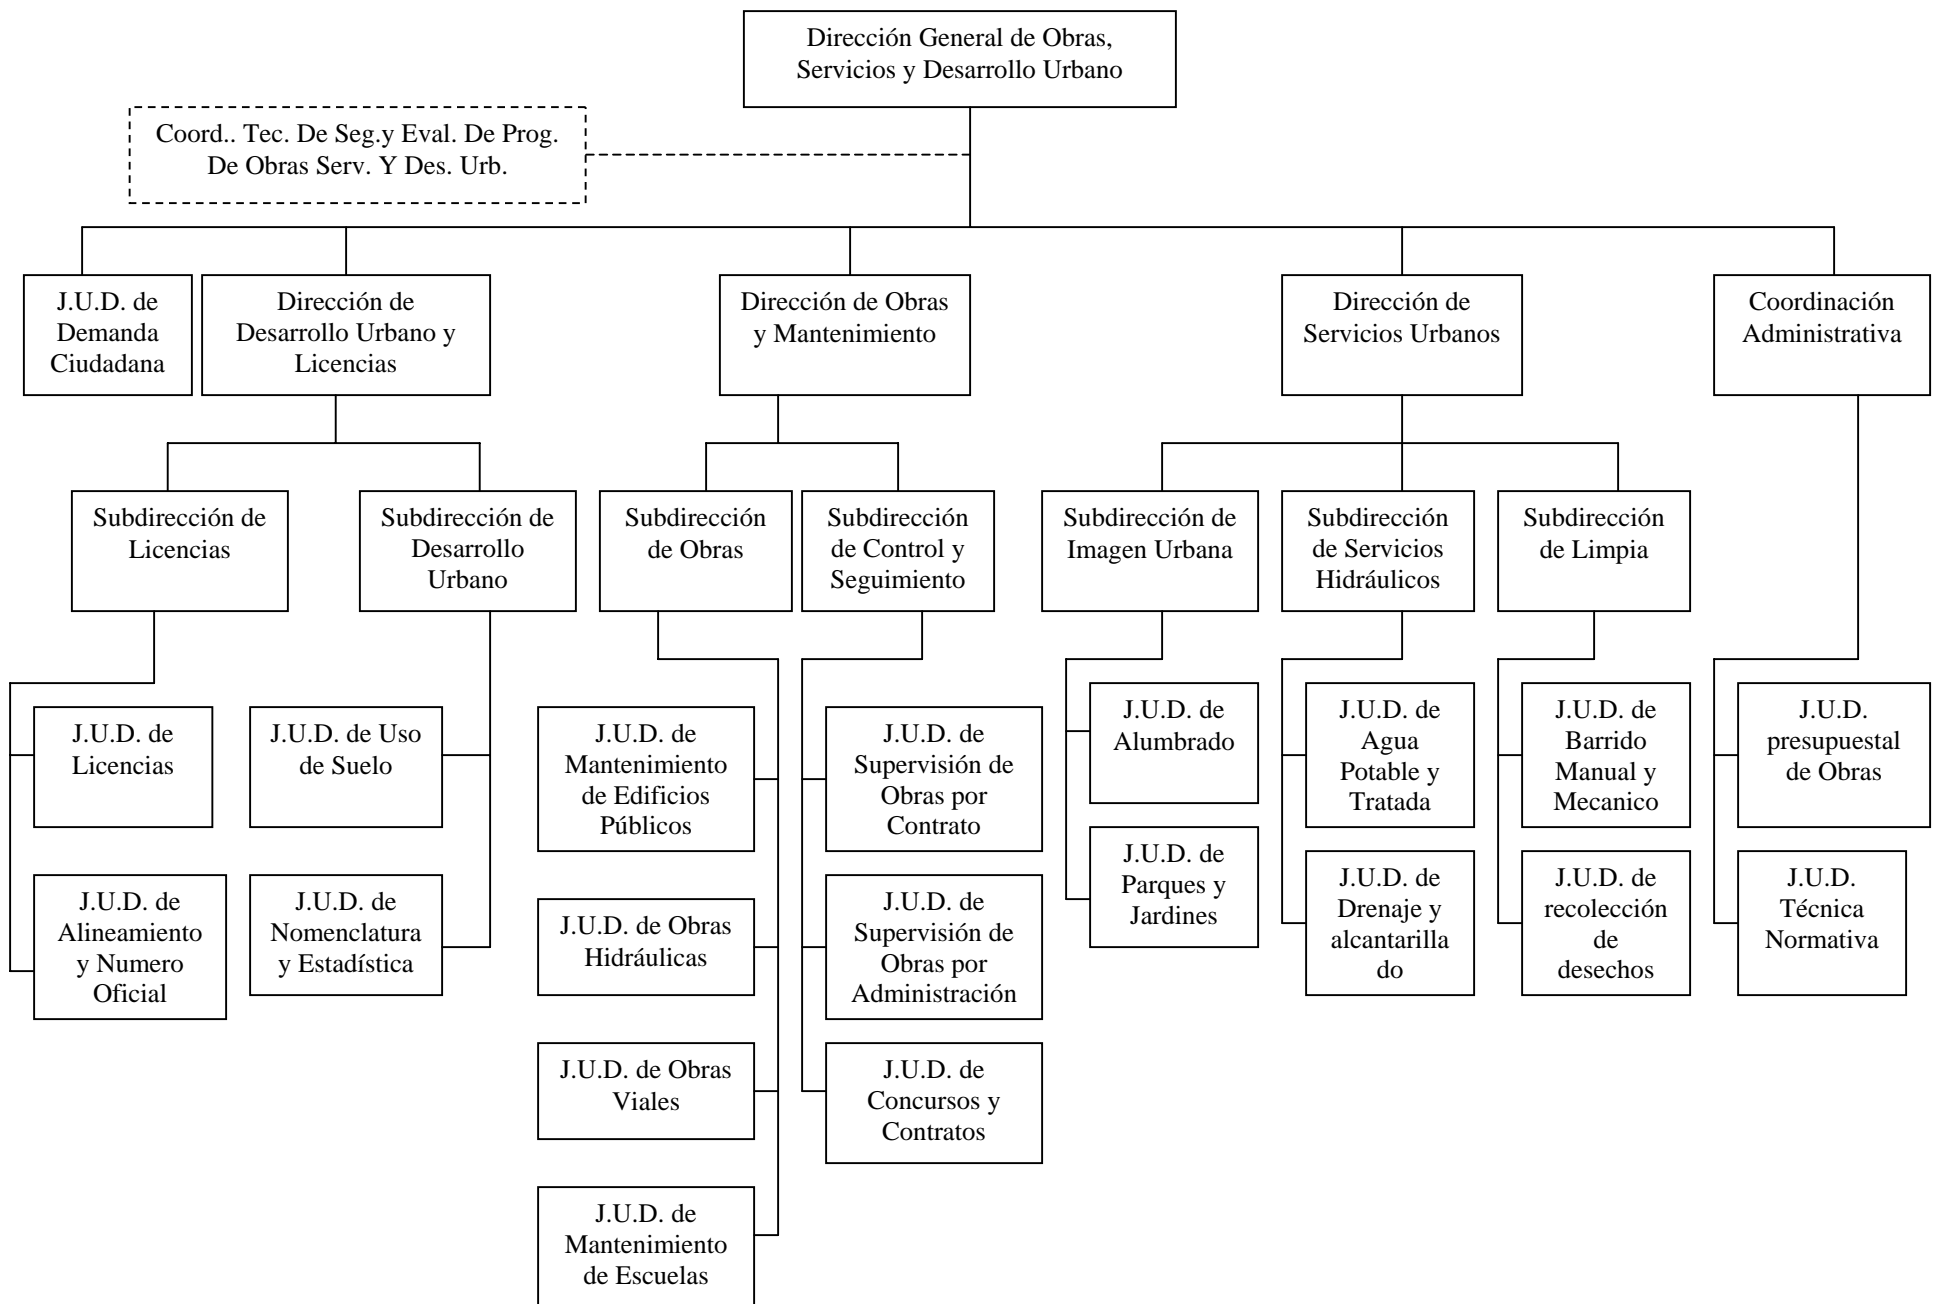 Dirección General de Obras,
Servicios y Desarrollo Urbano
Coord.. Tec. De Seg.y Eval. De Prog.
De Obras Serv. Y Des. Urb.
J.U.D. de
Demanda
Ciudadana
Dirección de
Desarrollo Urbano y
Licencias
Dirección de Obras
y Mantenimiento
Dirección de
Servicios Urbanos
Coordinación
Administrativa
Subdirección de
Licencias
Subdirección de
Desarrollo
Urbano
Subdirección
de Obras
Subdirección
de Control y
Seguimiento
Subdirección de
Imagen Urbana
Subdirección
de Servicios
Hidráulicos
Subdirección
de Limpia
J.U.D. de
Licencias
J.U.D. de Uso
de Suelo
J.U.D. de
Mantenimiento
de Edificios
Públicos
J.U.D. de
Supervisión de
Obras por
Contrato
J.U.D. de
Alumbrado
J.U.D. de
Agua
Potable y
Tratada
J.U.D. de
Barrido
Manual y
Mecanico
J.U.D.
presupuestal
de Obras
J.U.D. de
Alineamiento
y Numero
Oficial
J.U.D. de
Nomenclatura
y Estadística
J.U.D. de Obras
Hidráulicas
J.U.D. de
Supervisión de
Obras por
Administración
J.U.D. de
Parques y
Jardines
J.U.D. de
Drenaje y
alcantarilla
do
J.U.D. de
recolección
de
desechos
J.U.D.
Técnica
Normativa
J.U.D. de Obras
Viales
J.U.D. de
Concursos y
Contratos
J.U.D. de
Mantenimiento
de Escuelas